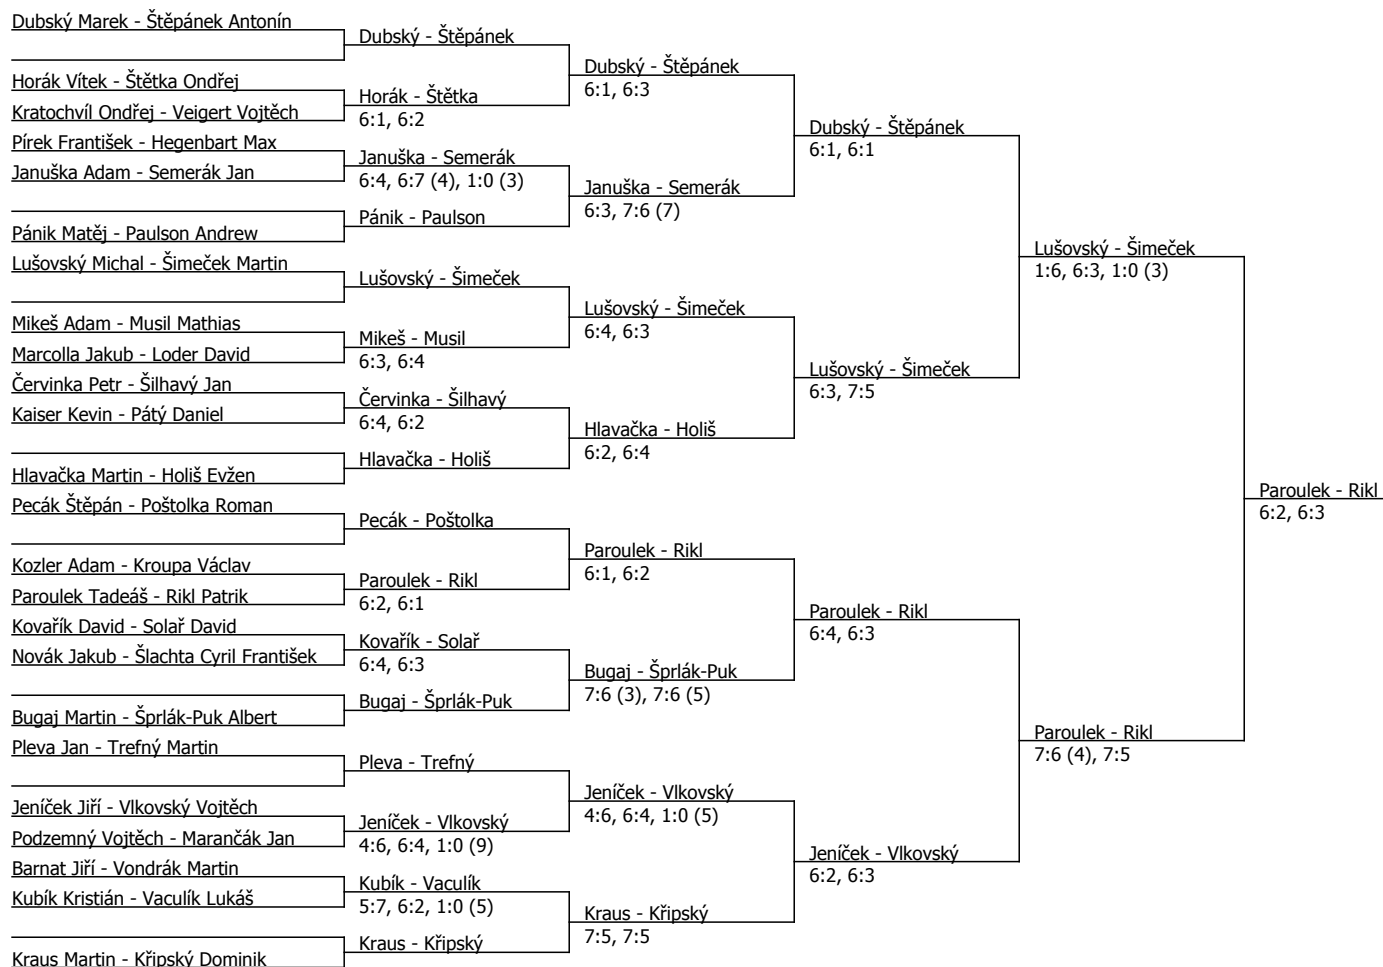 Dubský Marek - Štěpánek Antonín
Horák Vítek - Štětka Ondřej
Kratochvíl Ondřej - Veigert Vojtěch
Pírek František - Hegenbart Max
Januška Adam - Semerák Jan
Pánik Matěj - Paulson Andrew
Lušovský Michal - Šimeček Martin
Mikeš Adam - Musil Mathias
Marcolla Jakub - Loder David
Červinka Petr - Šilhavý Jan
Kaiser Kevin - Pátý Daniel
Hlavačka Martin - Holiš Evžen
Pecák Štěpán - Poštolka Roman
Kozler Adam - Kroupa Václav
Paroulek Tadeáš - Rikl Patrik
Kovařík David - Solař David
Novák Jakub - Šlachta Cyril František
Bugaj Martin - Šprlák-Puk Albert
Pleva Jan - Trefný Martin
Jeníček Jiří - Vlkovský Vojtěch
Podzemný Vojtěch - Marančák Jan
Barnat Jiří - Vondrák Martin
Kubík Kristián - Vaculík Lukáš
Kraus Martin - Křipský Dominik
Dubský - Štěpánek
Horák - Štětka
6:1, 6:2
Januška - Semerák
6:4, 6:7 (4), 1:0 (3)
Pánik - Paulson
Lušovský - Šimeček
Mikeš - Musil
6:3, 6:4
Červinka - Šilhavý
6:4, 6:2
Hlavačka - Holiš
Pecák - Poštolka
Paroulek - Rikl
6:2, 6:1
Kovařík - Solař
6:4, 6:3
Bugaj - Šprlák-Puk
Pleva - Trefný
Jeníček - Vlkovský
4:6, 6:4, 1:0 (9)
Kubík - Vaculík
5:7, 6:2, 1:0 (5)
Kraus - Křipský
Dubský - Štěpánek
6:1, 6:3
Januška - Semerák
6:3, 7:6 (7)
Lušovský - Šimeček
6:4, 6:3
Hlavačka - Holiš
6:2, 6:4
Paroulek - Rikl
6:1, 6:2
Bugaj - Šprlák-Puk
7:6 (3), 7:6 (5)
Jeníček - Vlkovský
4:6, 6:4, 1:0 (5)
Kraus - Křipský
7:5, 7:5
Dubský - Štěpánek
6:1, 6:1
Lušovský - Šimeček
6:3, 7:5
Paroulek - Rikl
6:4, 6:3
Jeníček - Vlkovský
6:2, 6:3
Lušovský - Šimeček
1:6, 6:3, 1:0 (3)
Paroulek - Rikl
7:6 (4), 7:5
Paroulek - Rikl
6:2, 6:3